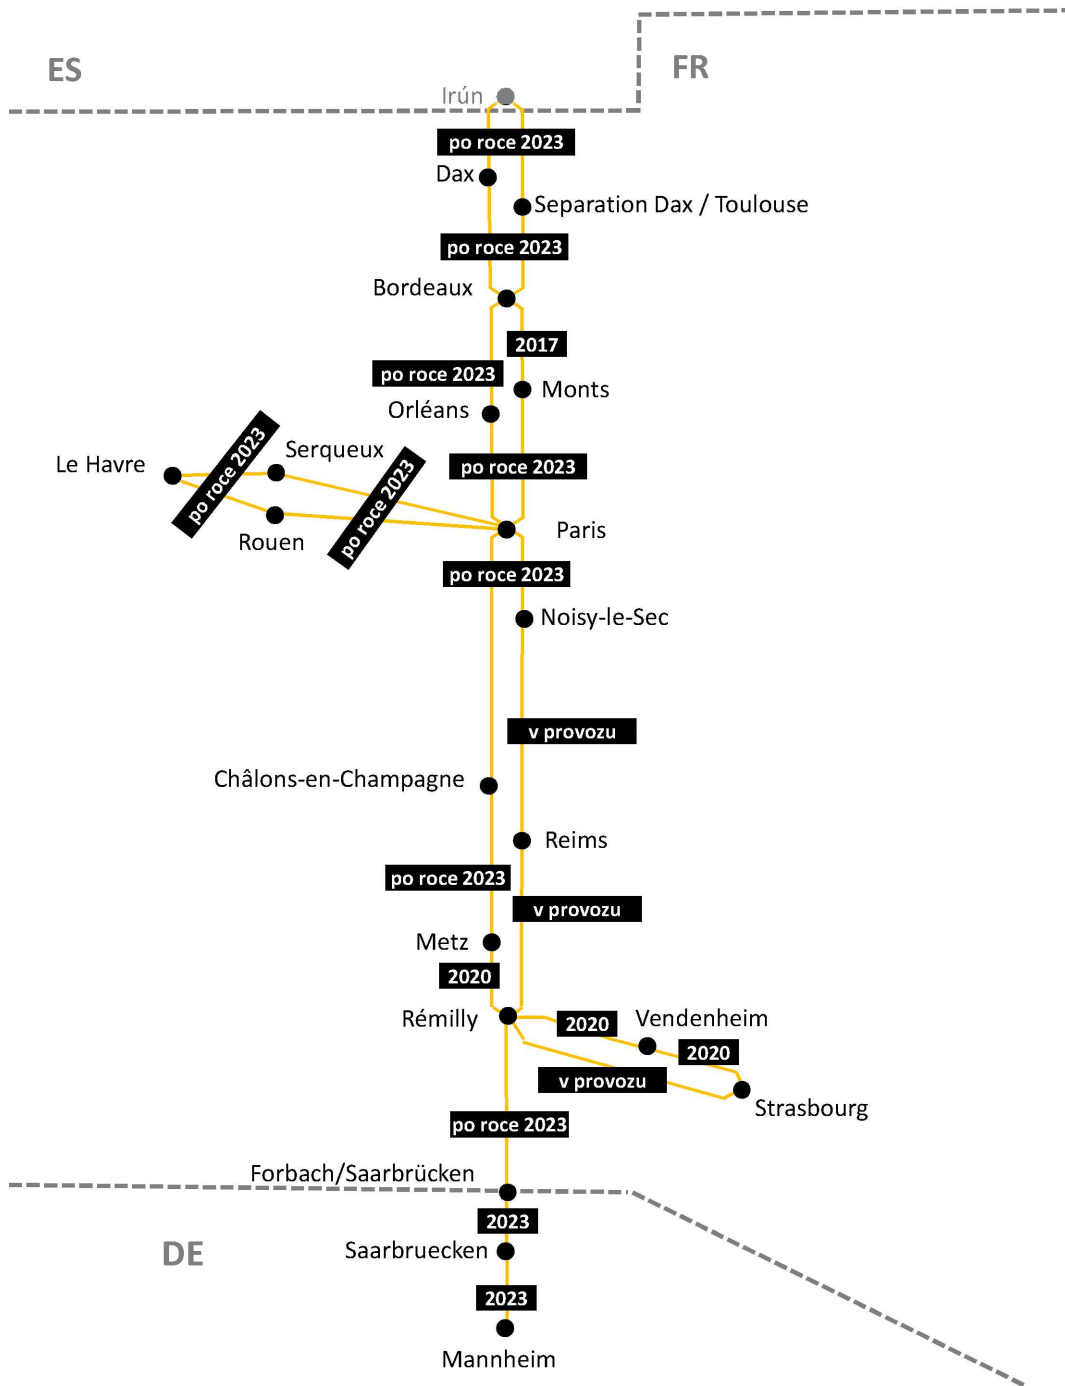 ES
FR
Irún
po roce 2023
Dax
Separation Dax / Toulouse
po roce 2023
Bordeaux
2017
po roce 2023
Monts
Orléans
Serqueux
Le Havre
po roce 2023
po roce 2023
po roce 2023
Rouen
Paris
po roce 2023
Noisy-le-Sec
v provozu
Châlons-en-Champagne
Reims
po roce 2023
v provozu
Metz
2020
Rémilly
2020
Vendenheim
2020
v provozu
Strasbourg
po roce 2023
Forbach/Saarbrücken
2023
DE
Saarbruecken
2023
Mannheim